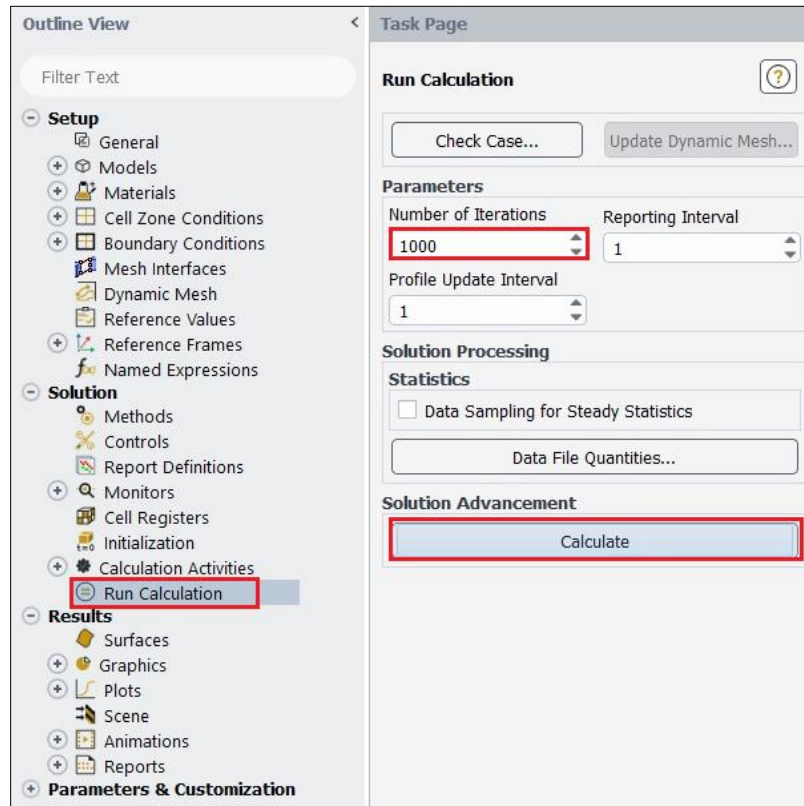 Outline View
<
Filter Text
Setup
General
Models
Materials
Cell Zone Conditions
Boundary Conditions
Mesh Interfaces
Dynamic Mesh
Reference Values
Reference Frames
Named Expressions
Solution
Methods
Controls
Report Definitions
Monitors
Cell Registers
Initialization
Calculation Activities
Run Calculation
Results
Surfaces
Graphics
Plots
Scene
Animations
Reports
Parameters & Customization
Task Page
Run Calculation
?
Check Case... Update Dynamic Mesh...
Parameters
Number of Iterations Reporting Interval
1000 1
Profile Update Interval
1
Solution Processing
Statistics
Data Sampling for Steady Statistics
Data File Quantities...
Solution Advancement
Calculate